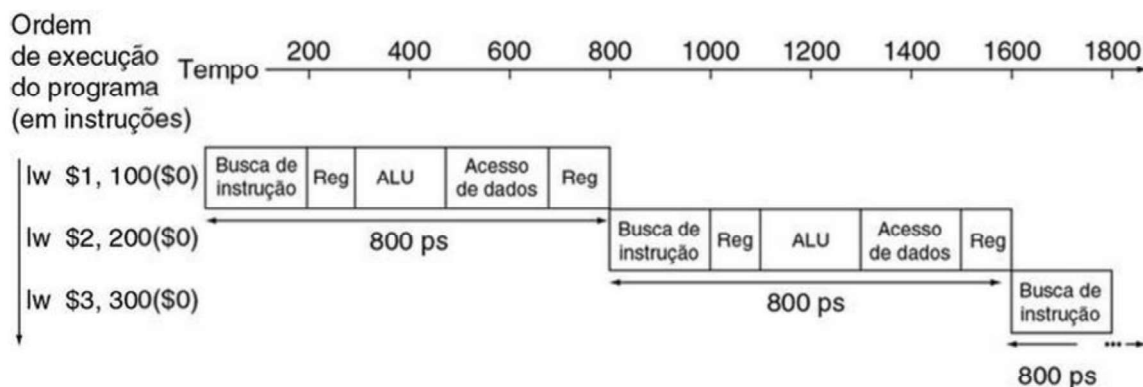 Ordem
de execução
do programa
(em instruções)
Tempo
200 400 600 800 1000 1200 1400 1600 1800
lw $1, 100($0)
Busca de
instrução
Reg
ALU
Acesso
de dados
Reg
800 ps
lw $2, 200($0)
Busca de
instrução
Reg
ALU
Acesso
de dados
Reg
800 ps
lw $3, 300($0)
Busca de
instrução
...
800 ps